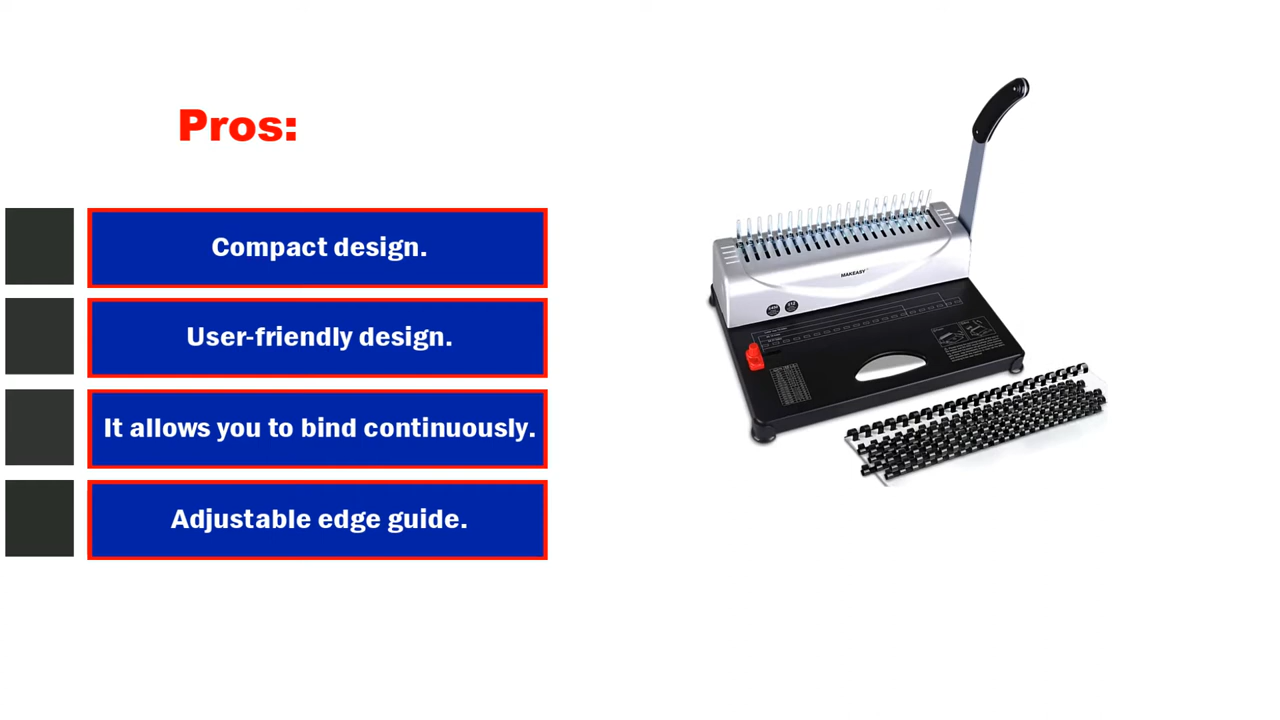 Pros:
Compact design.
User-friendly design.
It allows you to bind continuously.
Adjustable edge guide.
MAKEASY